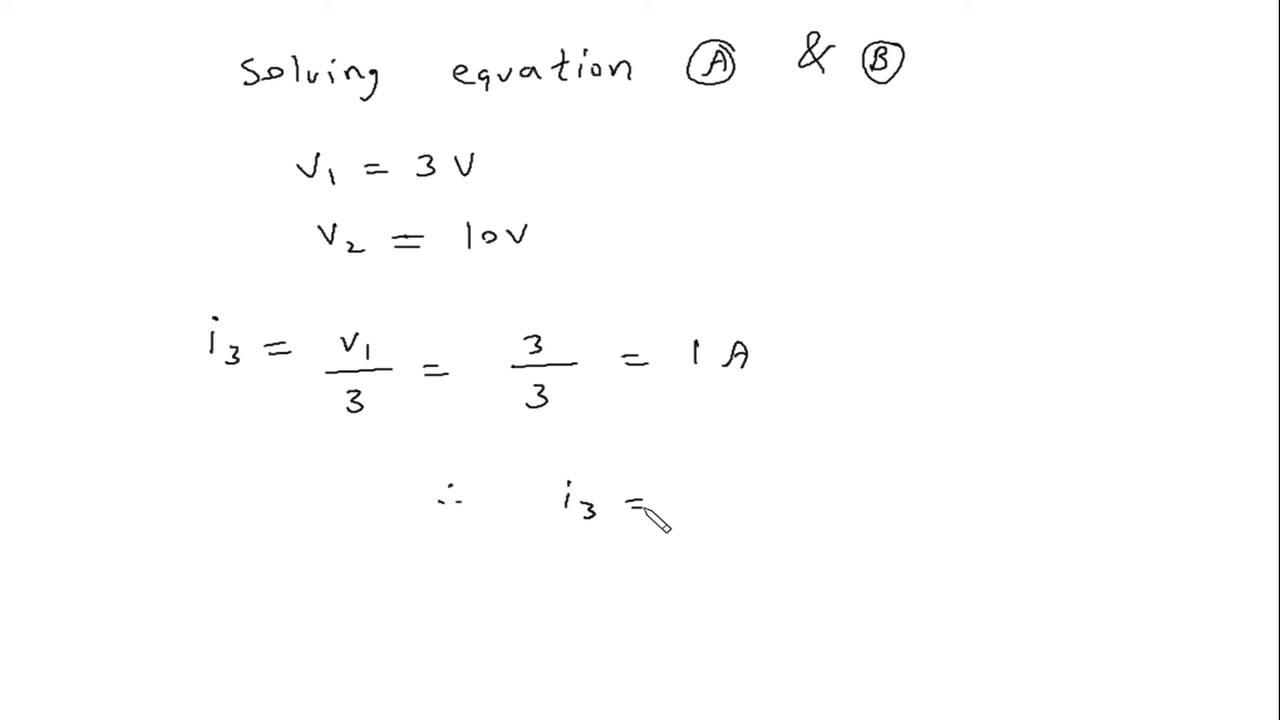 Solving equation Ⓐ & Ⓑ
V₁ = 3 V
V₂ = 10V
i₃ = V₁/3 = 3/3 = 1 A
∴ i₃ =